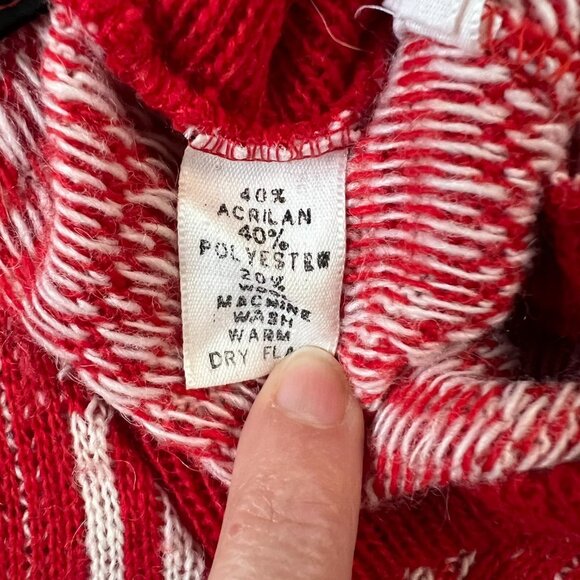 40%
ACRILAN
40%
POLYESTER
20%
WOOL
MACHINE
WASH
WARM
DRY FLA